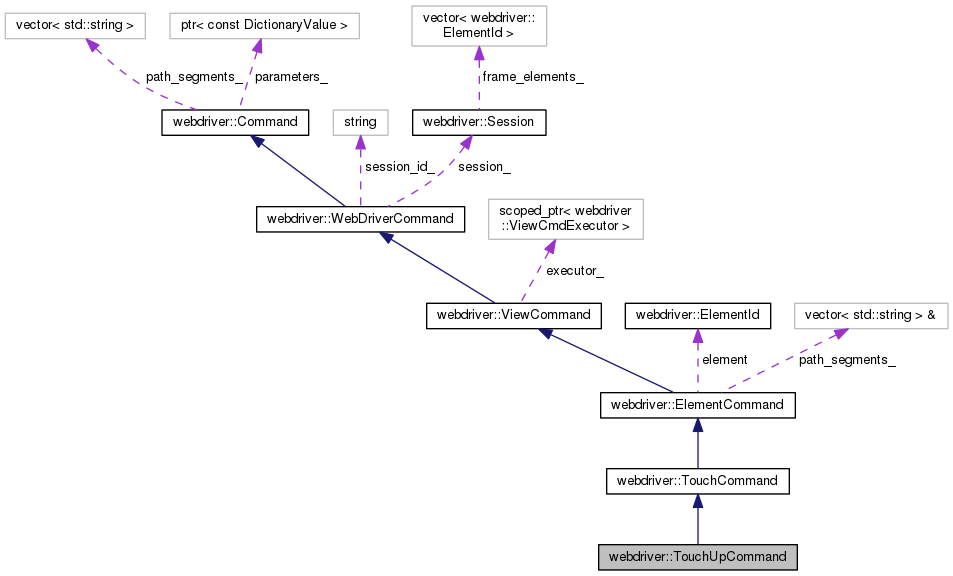 vector< std::string >
ptr< const DictionaryValue >
vector< webdriver::
ElementId >
path_segments_
parameters_
frame_elements_
webdriver::Command
string
webdriver::Session
session_id_
session_
webdriver::WebDriverCommand
scoped_ptr< webdriver
::ViewCmdExecutor >
executor_
webdriver::ViewCommand
webdriver::ElementId
vector< std::string > &
element
path_segments_
webdriver::ElementCommand
webdriver::TouchCommand
webdriver::TouchUpCommand